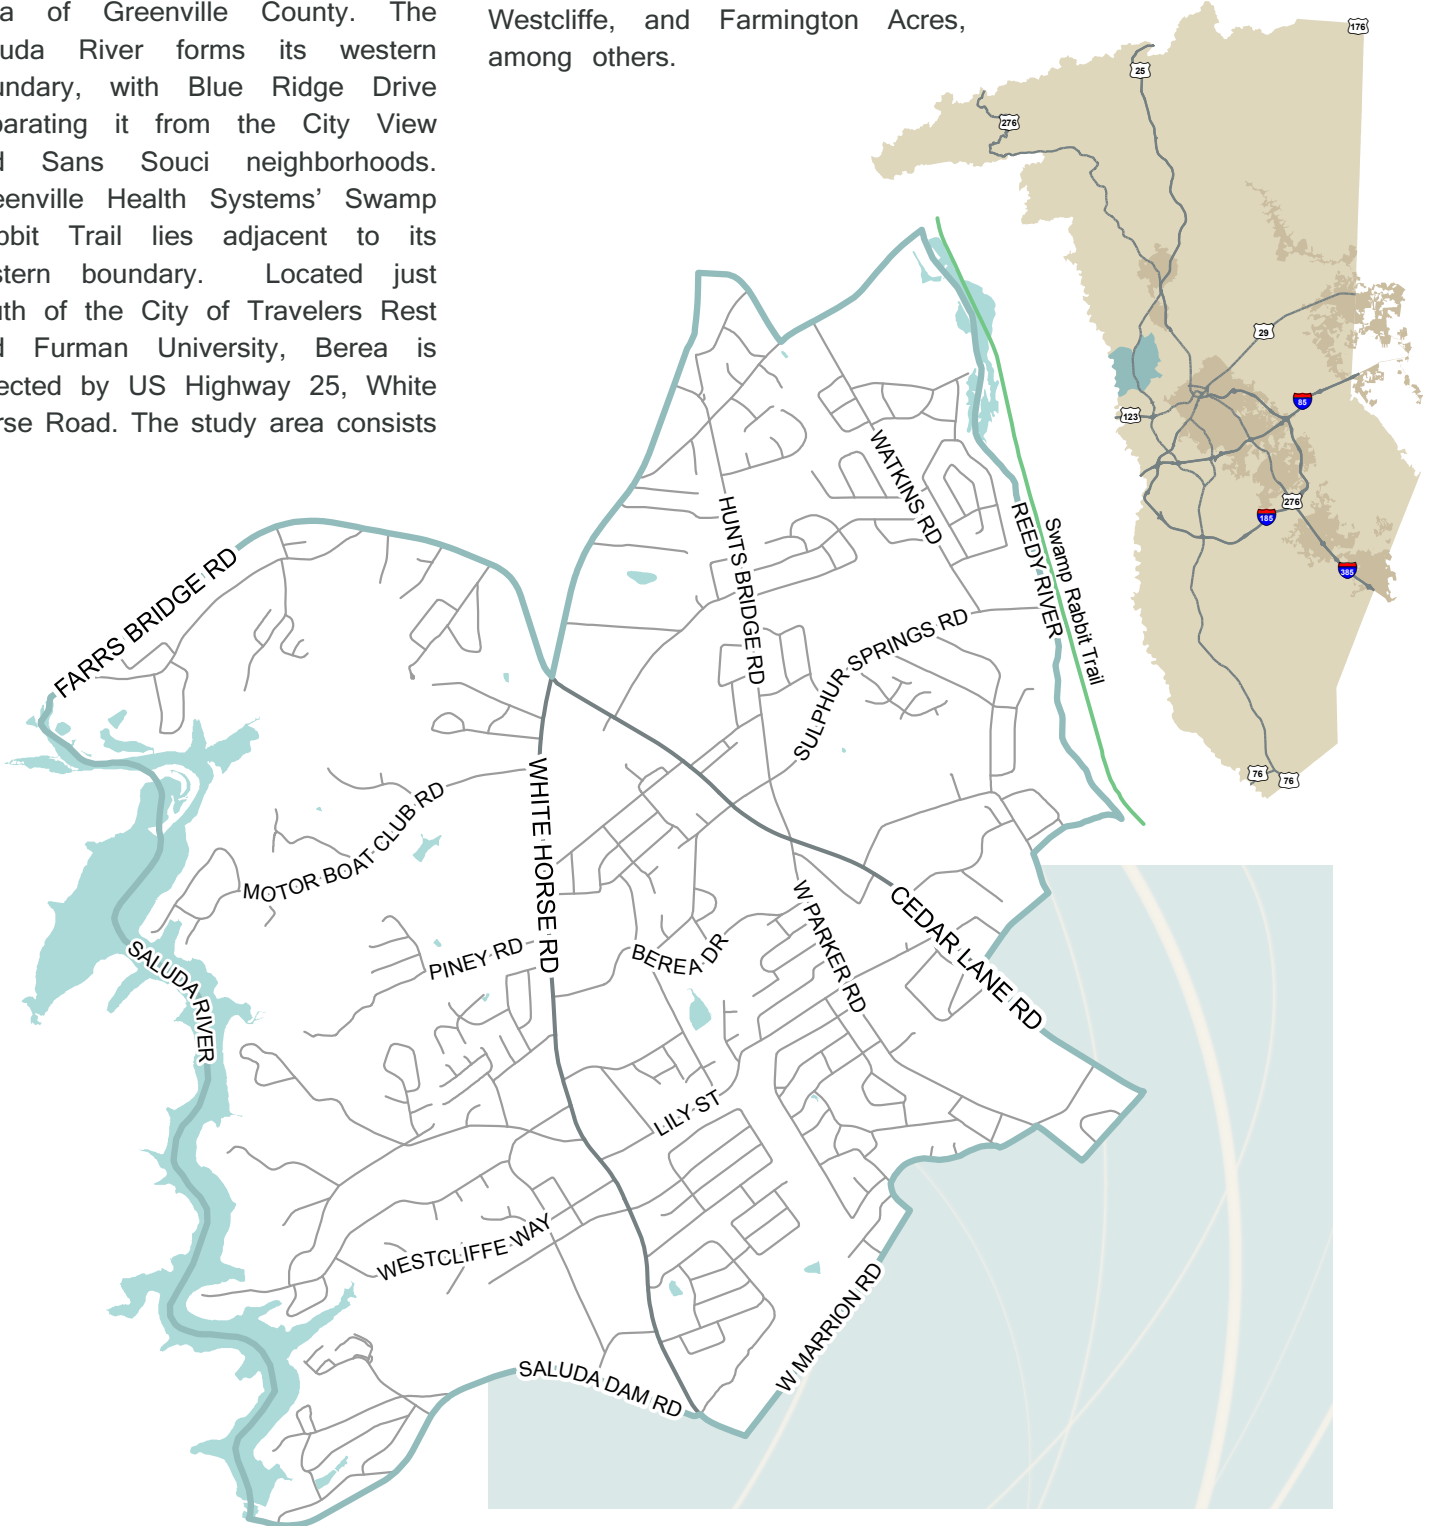 a of Greenville County. The
uda River forms its western
undary, with Blue Ridge Drive
parating it from the City View
d Sans Souci neighborhoods.
eenville Health Systems’ Swamp
bbit Trail lies adjacent to its
stern boundary. Located just
uth of the City of Travelers Rest
d Furman University, Berea is
ected by US Highway 25, White
rse Road. The study area consists
Westcliffe, and Farmington Acres,
among others.
176
25
276
29
85
123
276
185
385
76
76
FARRS BRIDGE RD
WATKINS RD
HUNTS BRIDGE RD
REEDY RIVER
Swamp Rabbit Trail
SULPHUR SPRINGS RD
WHITE HORSE RD
MOTOR BOAT CLUB RD
CEDAR LANE RD
W PARKER RD
BEREA DR
PINEY RD
SALUDA RIVER
LILY ST
WESTCLIFFE WAY
W MARRION RD
SALUDA DAM RD